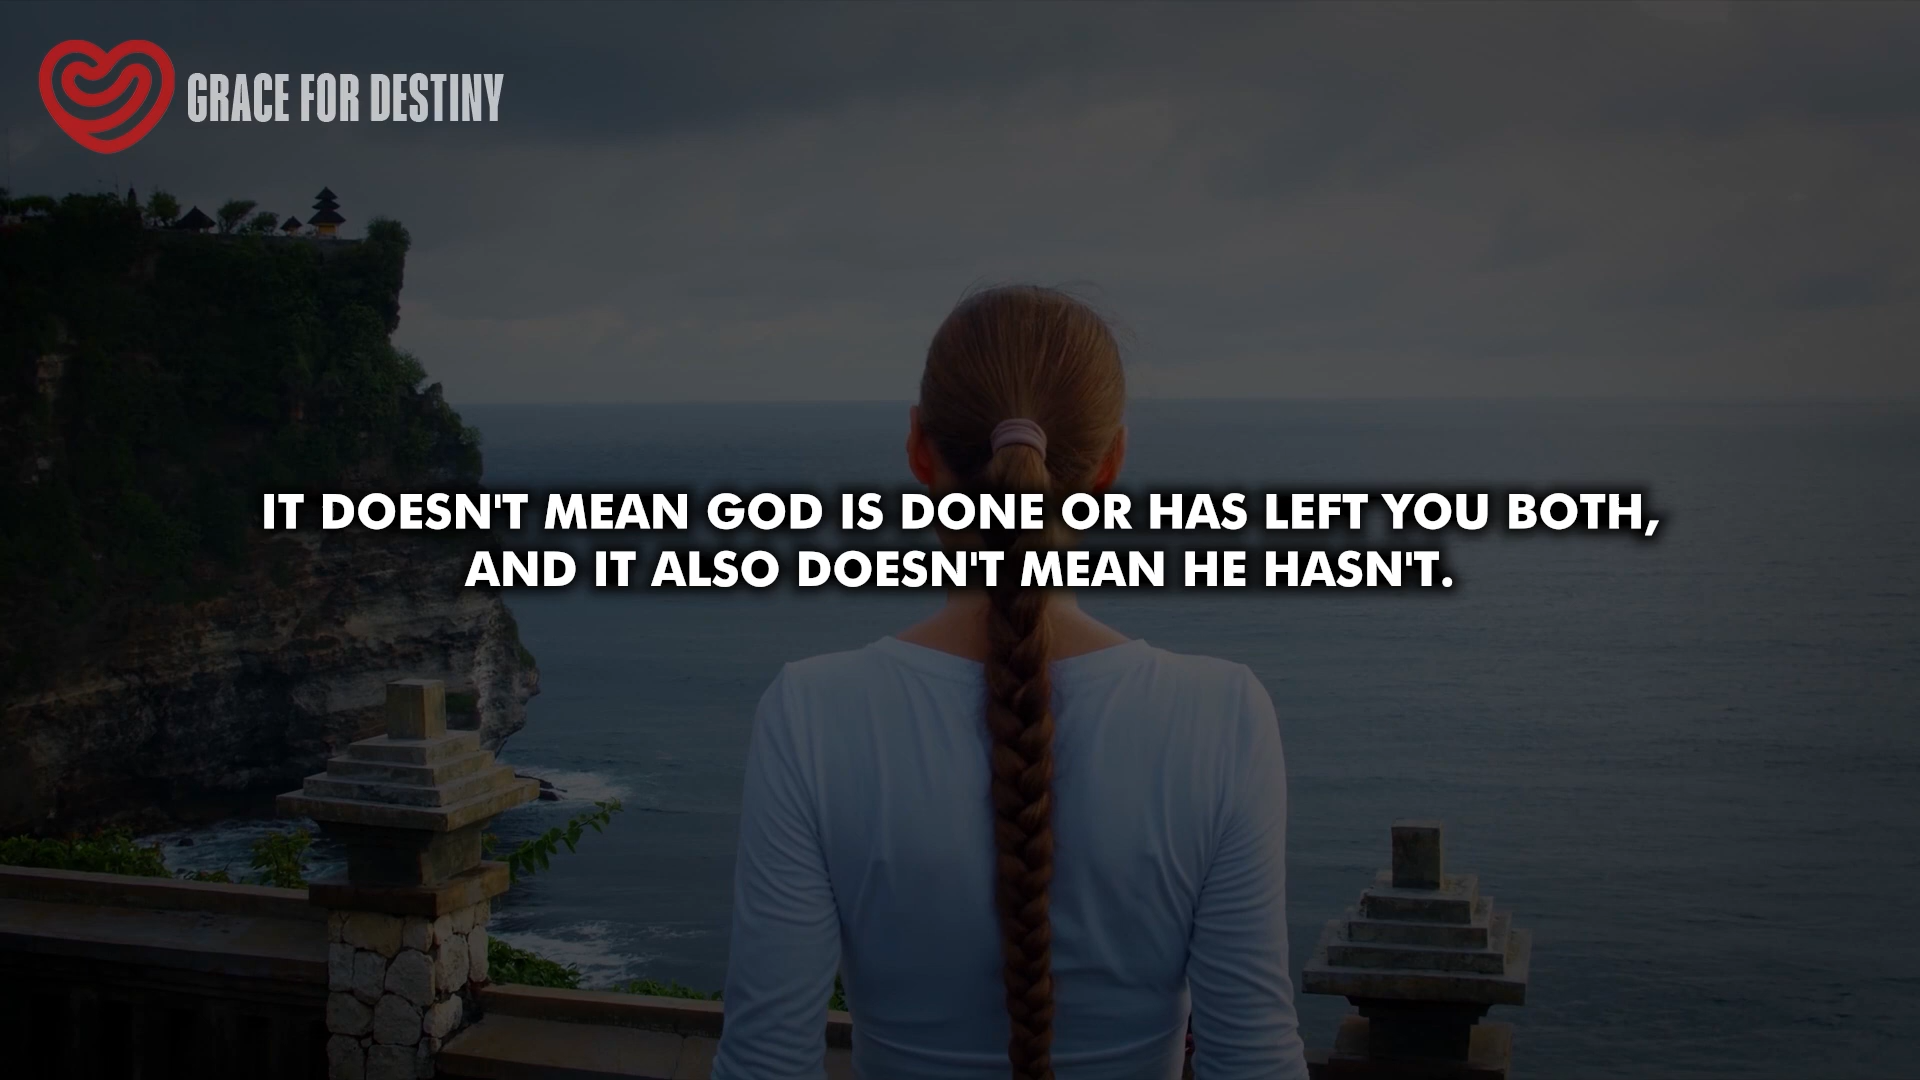 GRACE FOR DESTINY
IT DOESN'T MEAN GOD IS DONE OR HAS LEFT YOU BOTH,
AND IT ALSO DOESN'T MEAN HE HASN'T.